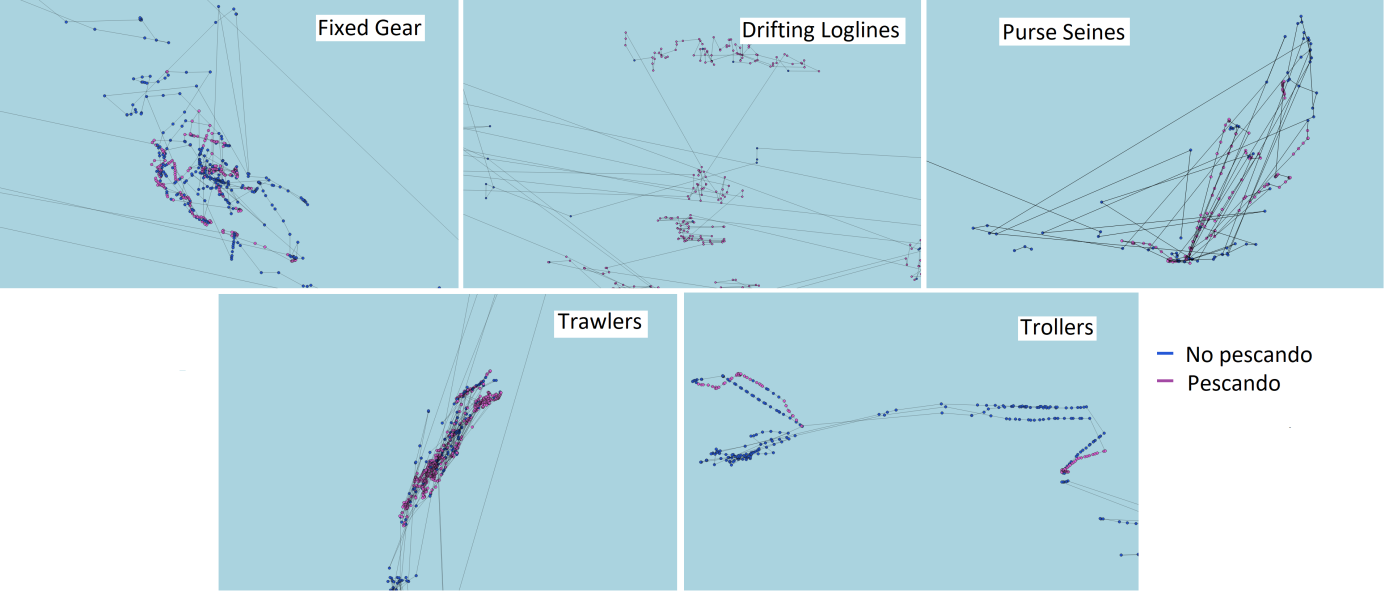 Fixed Gear
Drifting Loglines
Purse Seines
Trawlers
Trollers
No pescando
Pescando